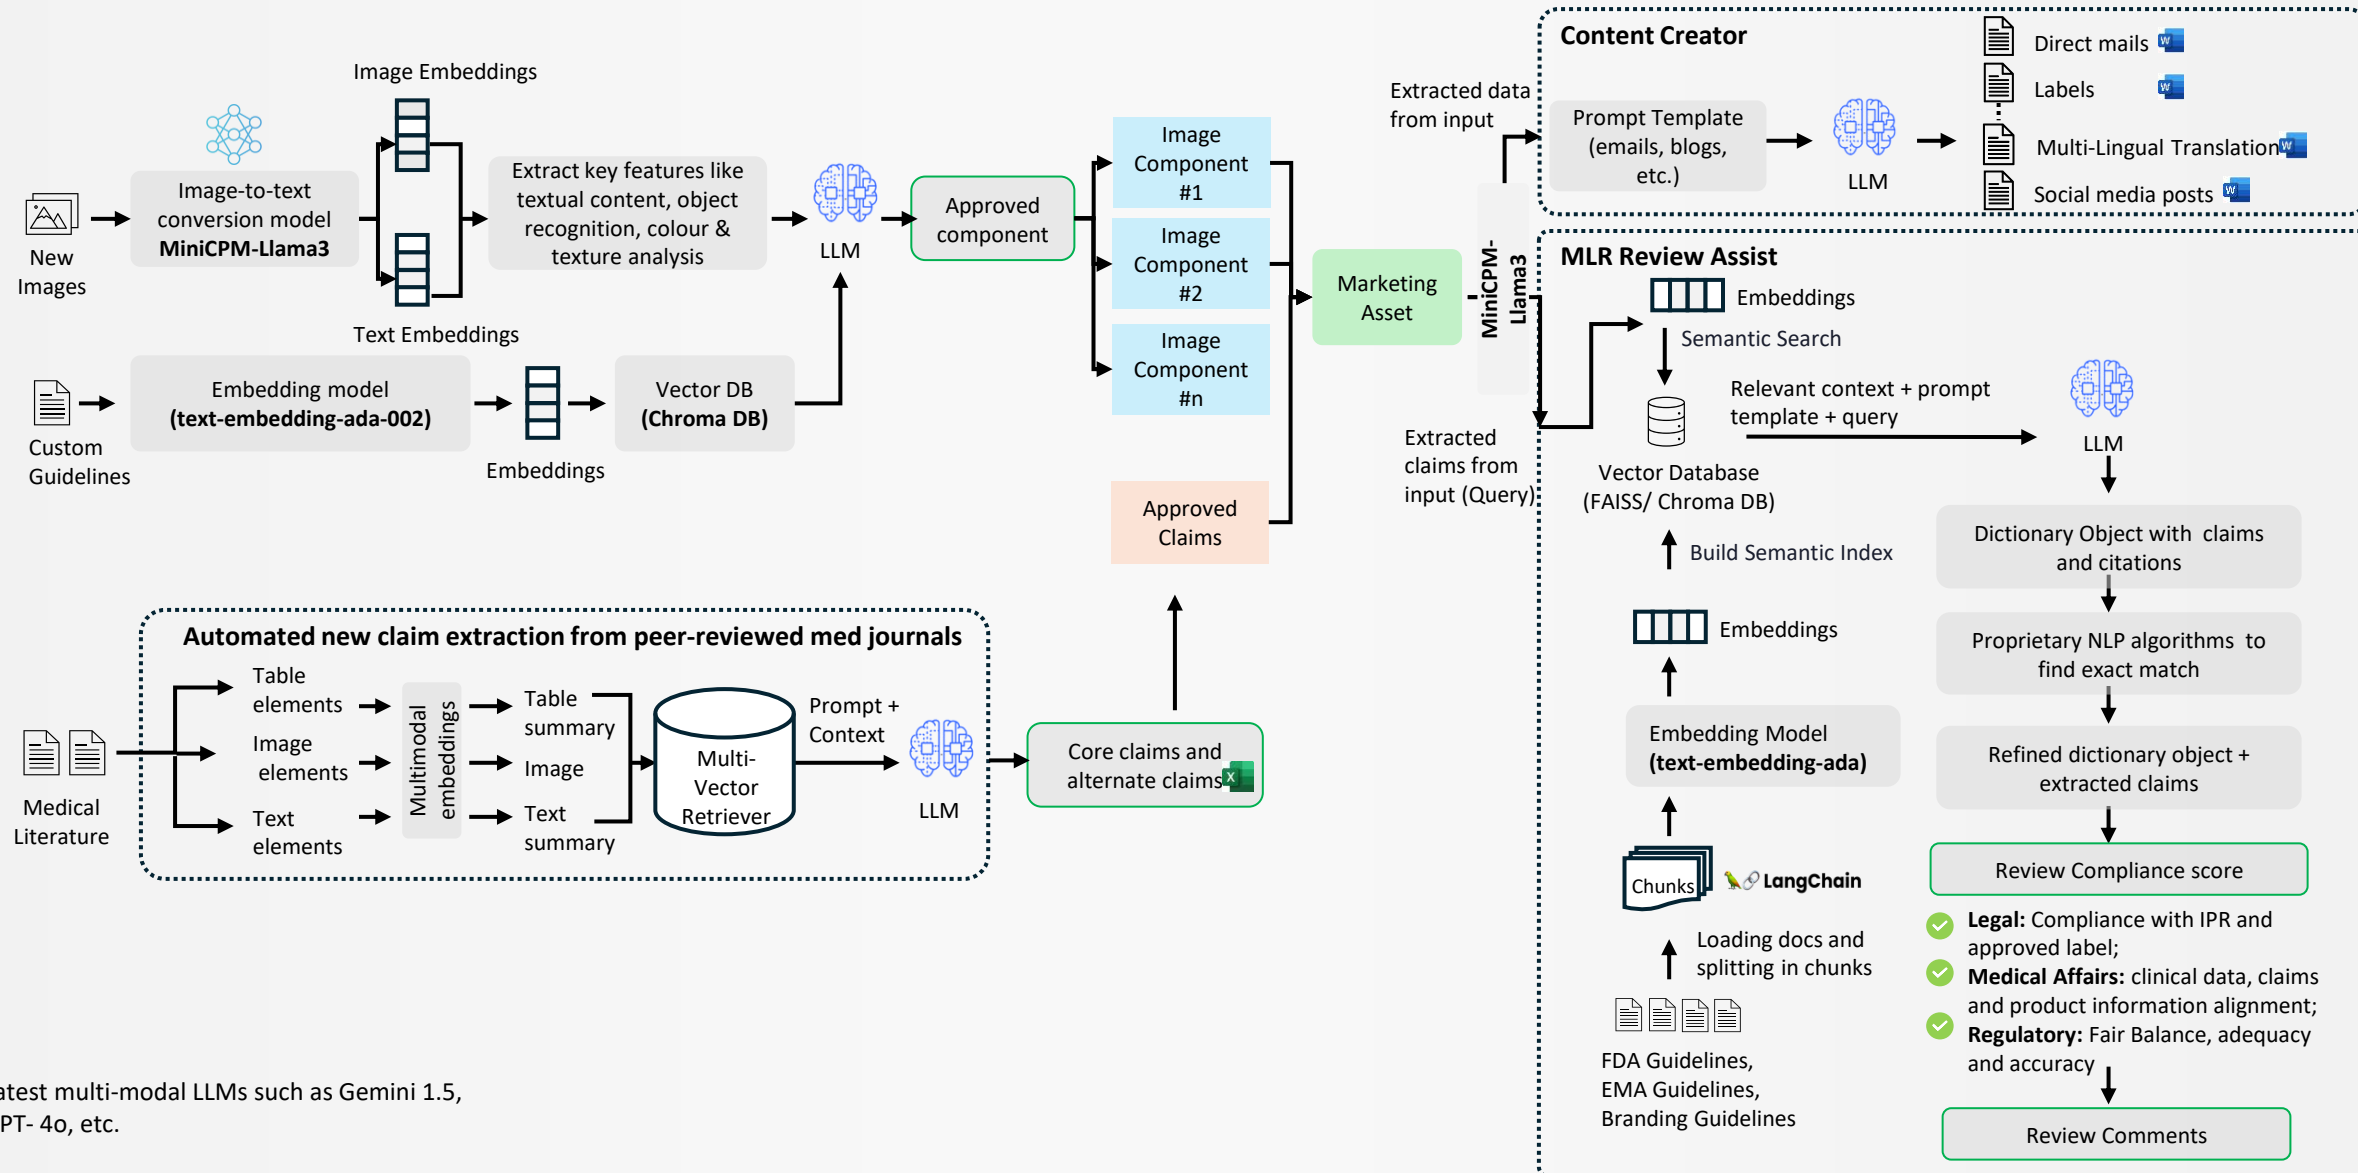 Image Embeddings
New
Images
Image-to-text
conversion model
MiniCPM-Llama3
Text Embeddings
Extract key features like
textual content, object
recognition, colour &
texture analysis
LLM
Approved
component
Custom
Guidelines
Embedding model
(text-embedding-ada-002)
Embeddings
Vector DB
(Chroma DB)
Image
Component
#1
Image
Component
#2
Image
Component
#n
Approved
Claims
Marketing
Asset
MiniCPM-
Llama3
Extracted data
from input
Extracted
claims from
input (Query)
Automated new claim extraction from peer-reviewed med journals
Medical
Literature
Table
elements
Image
elements
Text
elements
Multimodal
embeddings
Table
summary
Image
Text
summary
Multi-
Vector
Retriever
Prompt +
Context
LLM
Core claims and
alternate claims
X
atest multi-modal LLMs such as Gemini 1.5,
PT- 4o, etc.
Content Creator
Prompt Template
(emails, blogs,
etc.)
LLM
Direct mails W
Labels W
Multi-Lingual Translation W
Social media posts W
MLR Review Assist
Embeddings
Semantic Search
Vector Database
(FAISS/ Chroma DB)
Build Semantic Index
Embeddings
Embedding Model
(text-embedding-ada)
Chunks
LangChain
Loading docs and
splitting in chunks
FDA Guidelines,
EMA Guidelines,
Branding Guidelines
Relevant context + prompt
template + query
LLM
Dictionary Object with claims
and citations
Proprietary NLP algorithms to
find exact match
Refined dictionary object +
extracted claims
Review Compliance score
Legal: Compliance with IPR and
approved label;
Medical Affairs: clinical data, claims
and product information alignment;
Regulatory: Fair Balance, adequacy
and accuracy
Review Comments